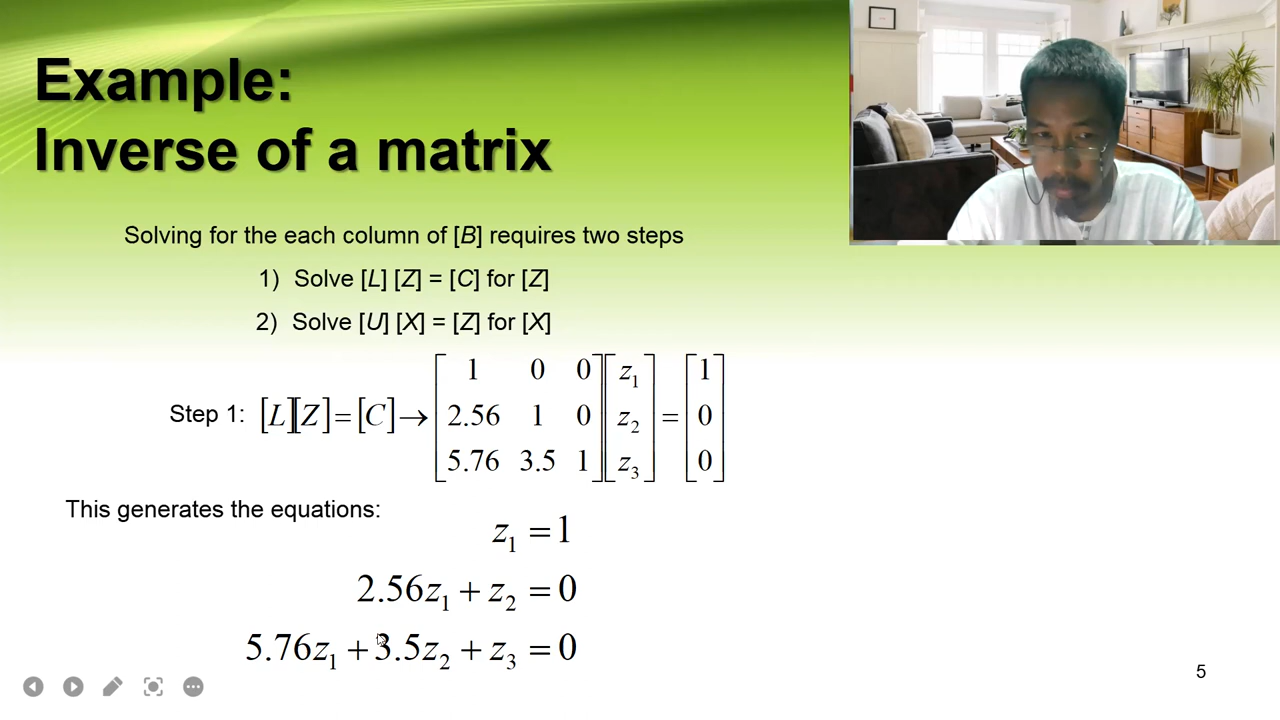 Example:
Inverse of a matrix
Solving for the each column of [B] requires two steps
1) Solve [L] [Z] = [C] for [Z]
2) Solve [U] [X] = [Z] for [X]
Step 1: [L][Z]=[C]→ [1 0 0; 2.56 1 0; 5.76 3.5 1][z₁; z₂; z₃] = [1; 0; 0]
This generates the equations:
z₁ = 1
2.56z₁ + z₂ = 0
5.76z₁ + 3.5z₂ + z₃ = 0
5